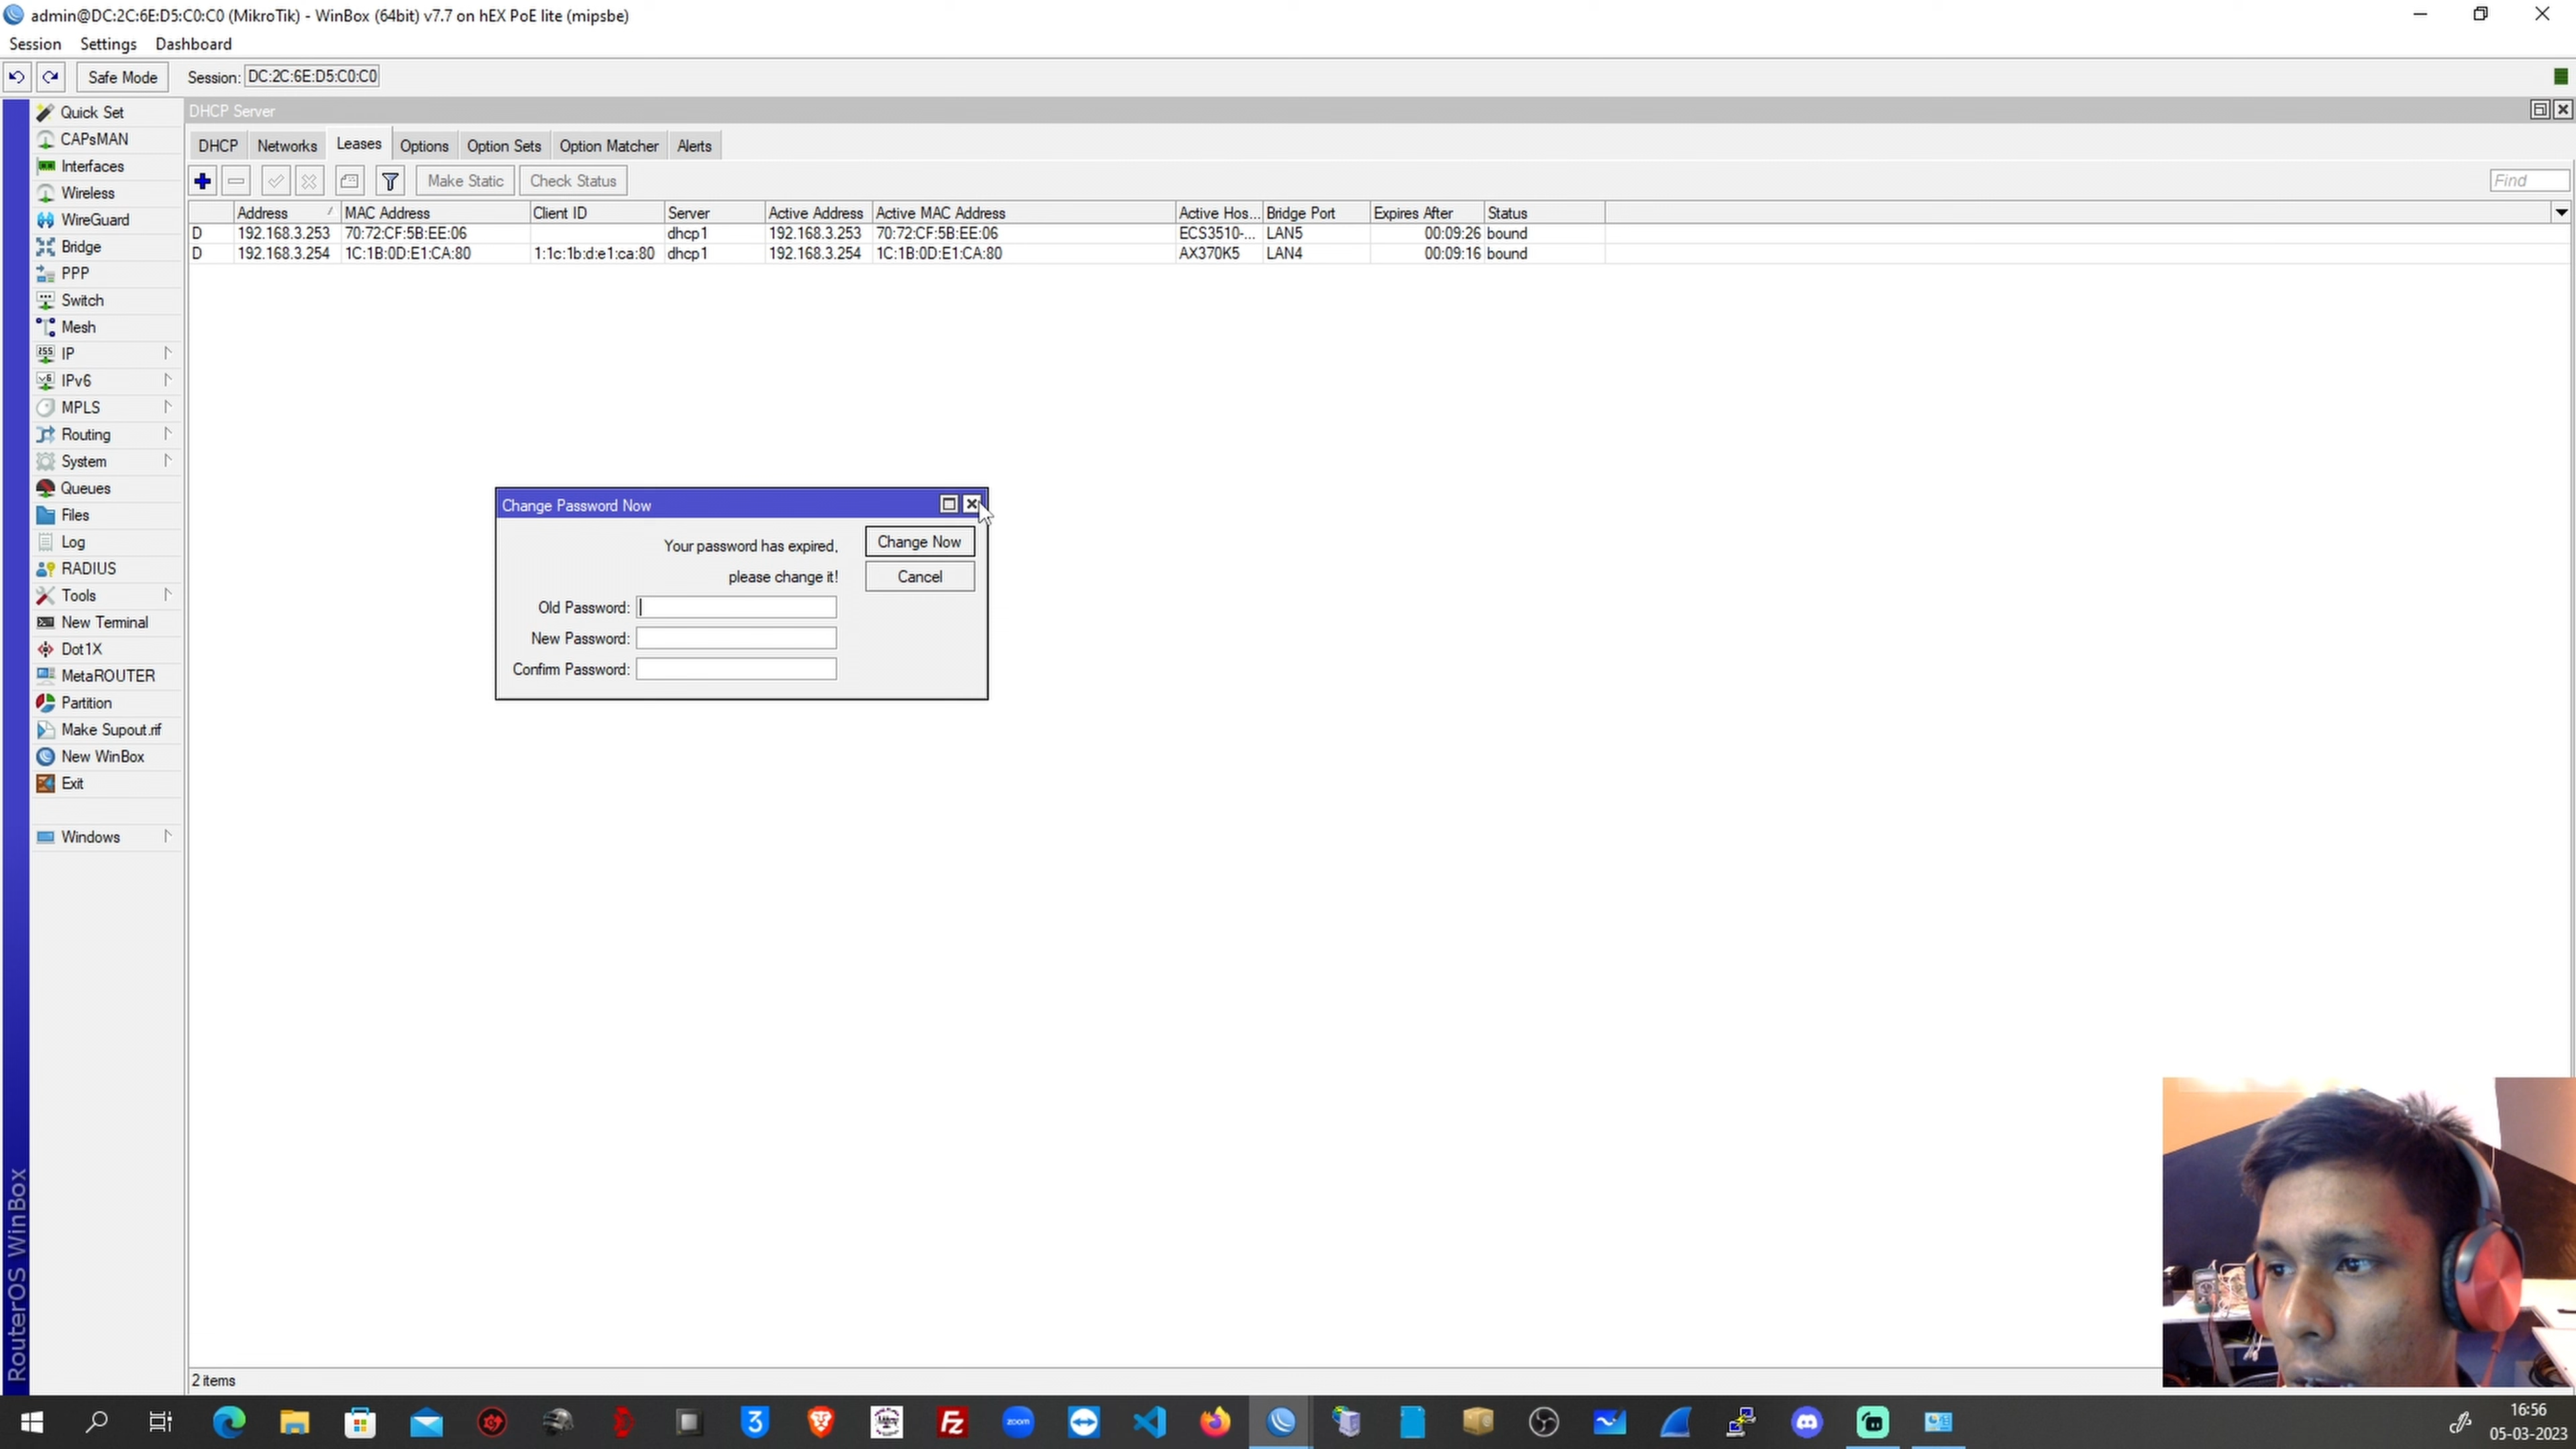 admin@DC:2C:6E:D5:C0:C0 (MikroTik) - WinBox (64bit) v7.7 on hEX PoE lite (mipsbe)
Session Settings Dashboard
Safe Mode Session: DC:2C:6E:D5:C0:C0
DHCP Server
DHCP Networks Leases Options Option Sets Option Matcher Alerts
Make Static Check Status Find
Address MAC Address Client ID Server Active Address Active MAC Address Active Hos... Bridge Port Expires After Status
D 192.168.3.253 70:72:CF:5B:EE:06 dhcp1 192.168.3.253 70:72:CF:5B:EE:06 ECS3510-... LAN5 00:09:26 bound
D 192.168.3.254 1C:1B:0D:E1:CA:80 1:1c:1b:d:e1:ca:80 dhcp1 192.168.3.254 1C:1B:0D:E1:CA:80 AX370K5 LAN4 00:09:16 bound
Quick Set
CAPsMAN
Interfaces
Wireless
WireGuard
Bridge
PPP
Switch
Mesh
IP
IPv6
MPLS
Routing
System
Queues
Files
Log
RADIUS
Tools
New Terminal
Dot1X
MetaROUTER
Partition
Make Supout.rif
New WinBox
Exit
Windows
RouterOS WinBox
Change Password Now
Your password has expired,
please change it!
Change Now
Cancel
Old Password:
New Password:
Confirm Password:
2 items
zoom
16:56
05-03-2023